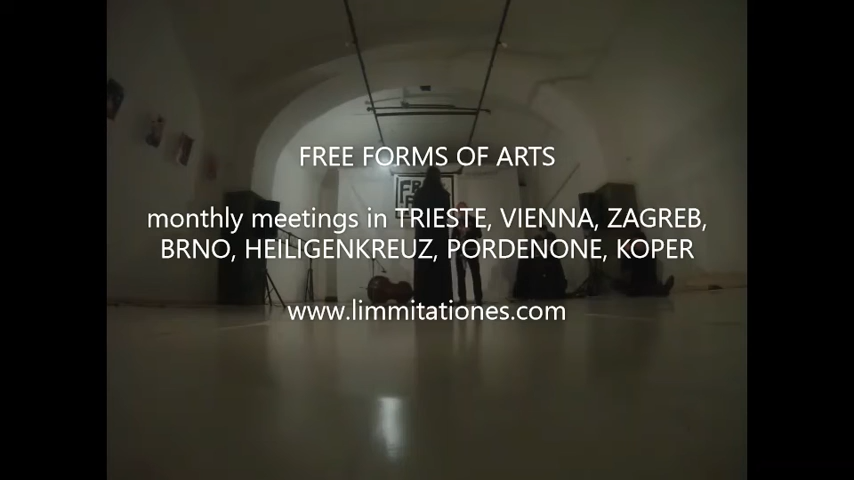 FREE FORMS OF ARTS
monthly meetings in TRIESTE, VIENNA, ZAGREB,
BRNO, HEILIGENKREUZ, PORDENONE, KOPER
www.limmitationes.com